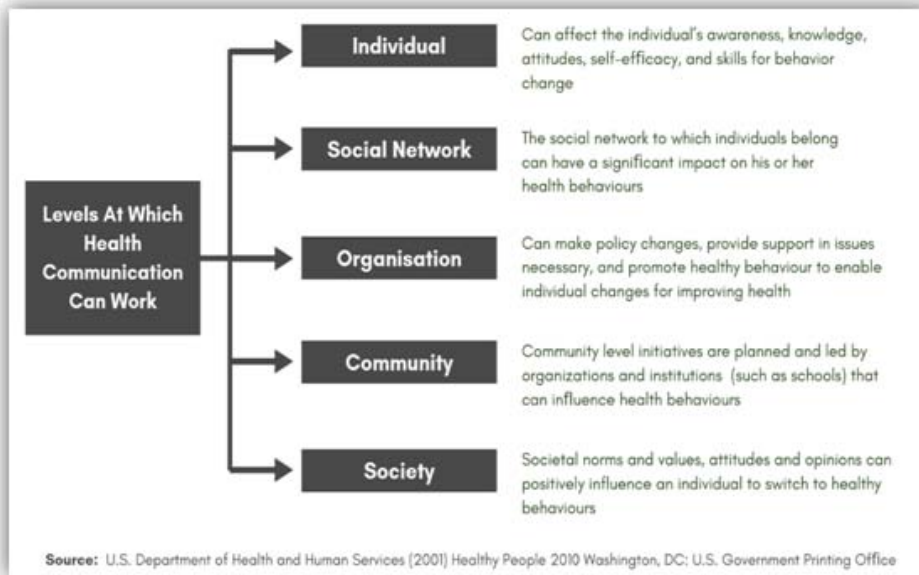 Levels At Which
Health
Communication
Can Work
Individual
Can affect the individual's awareness, knowledge,
attitudes, self-efficacy, and skills for behavior
change
Social Network
The social network to which individuals belong
can have a significant impact on his or her
health behaviours
Organisation
Can make policy changes, provide support in issues
necessary, and promote healthy behaviour to enable
individual changes for improving health
Community
Community level initiatives are planned and led by
organizations and institutions (such as schools) that
can influence health behaviours
Society
Societal norms and values, attitudes and opinions can
positively influence an individual to switch to healthy
behaviours
Source: U.S. Department of Health and Human Services (2001) Healthy People 2010 Washington, DC: U.S. Government Printing Office